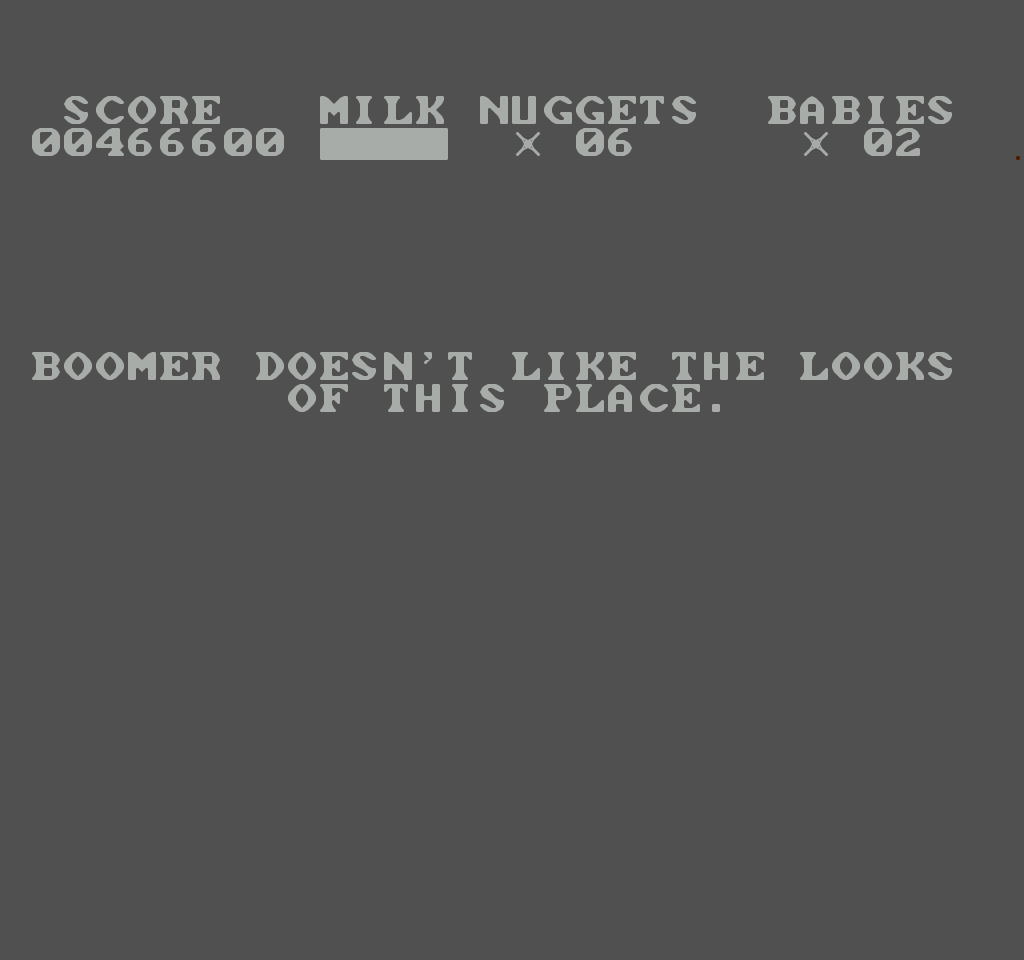 SCORE MILK NUGGETS BABIES
00466600 × 06 × 02
BOOMER DOESN'T LIKE THE LOOKS
OF THIS PLACE.